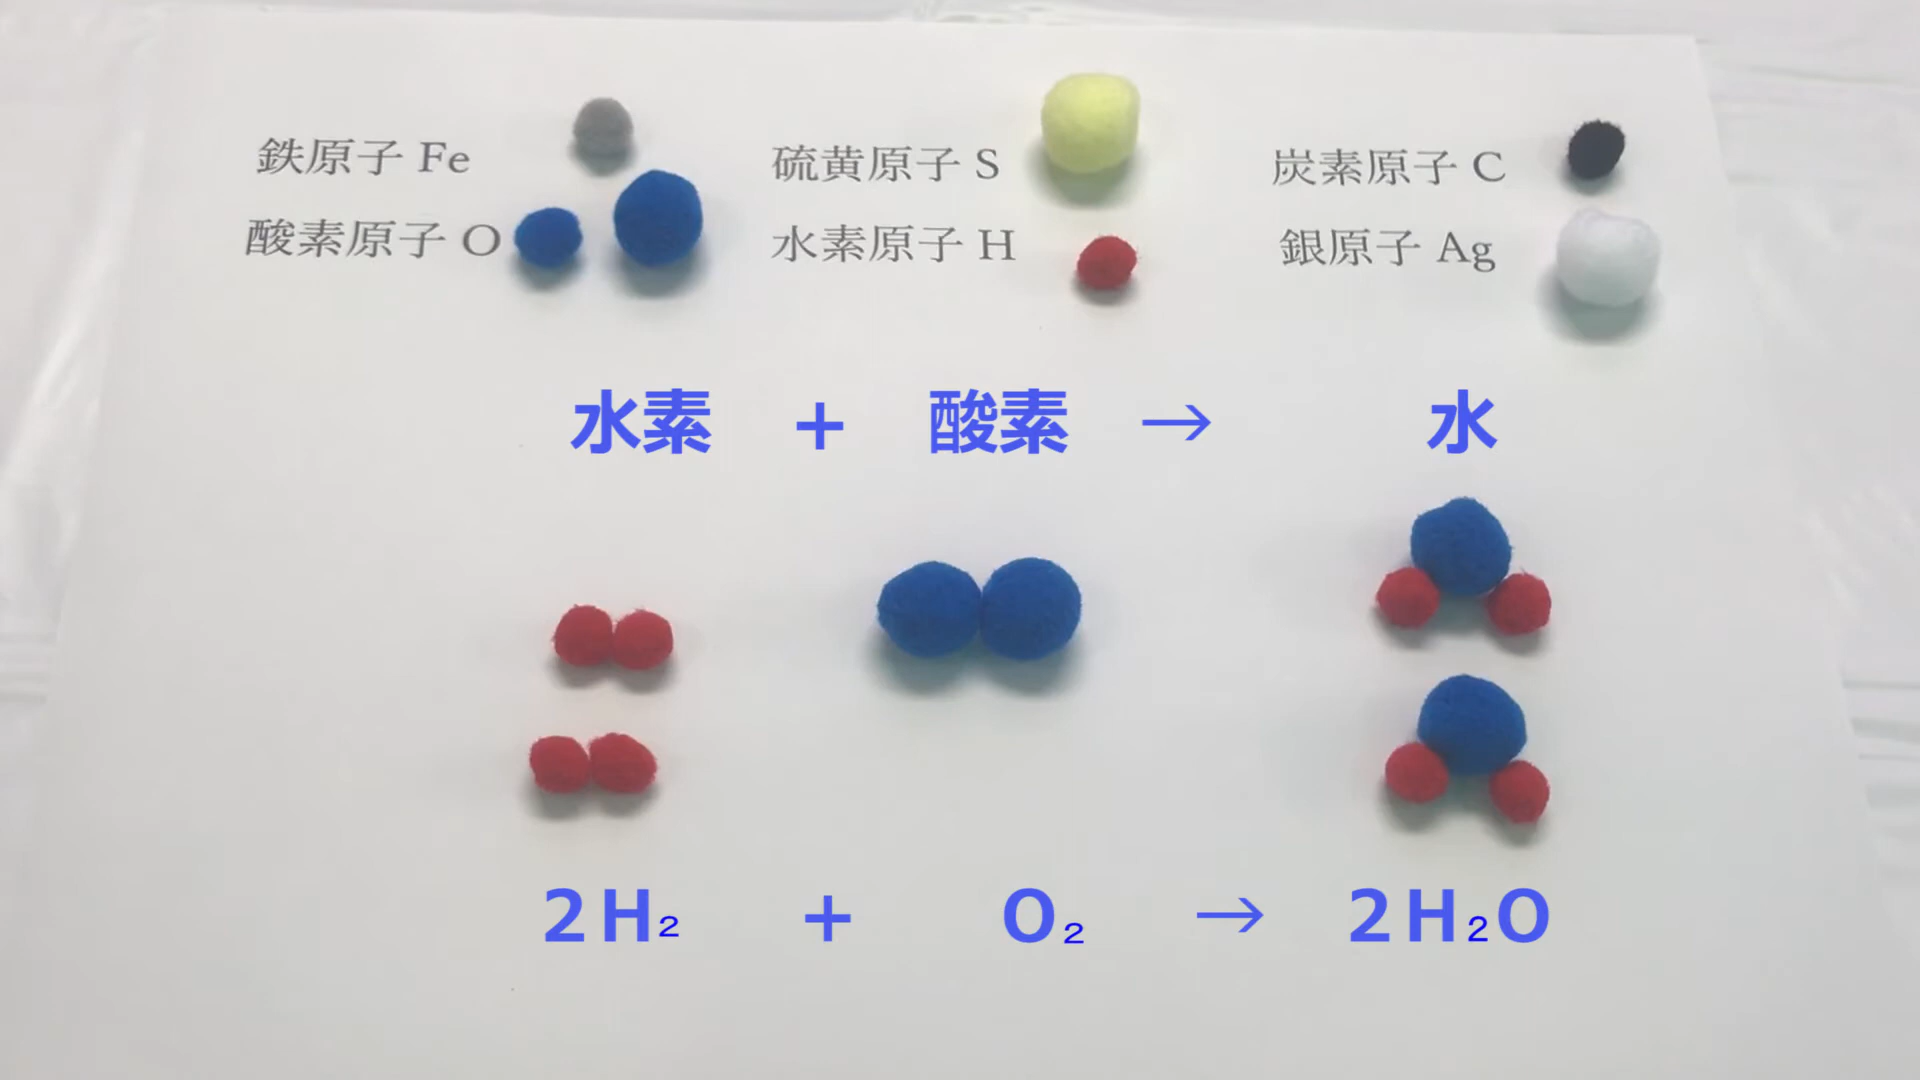 鉄原子 Fe 硫黄原子 S 炭素原子 C
酸素原子 O 水素原子 H 銀原子 Ag
水素 + 酸素 → 水
2H₂ + O₂ → 2H₂O